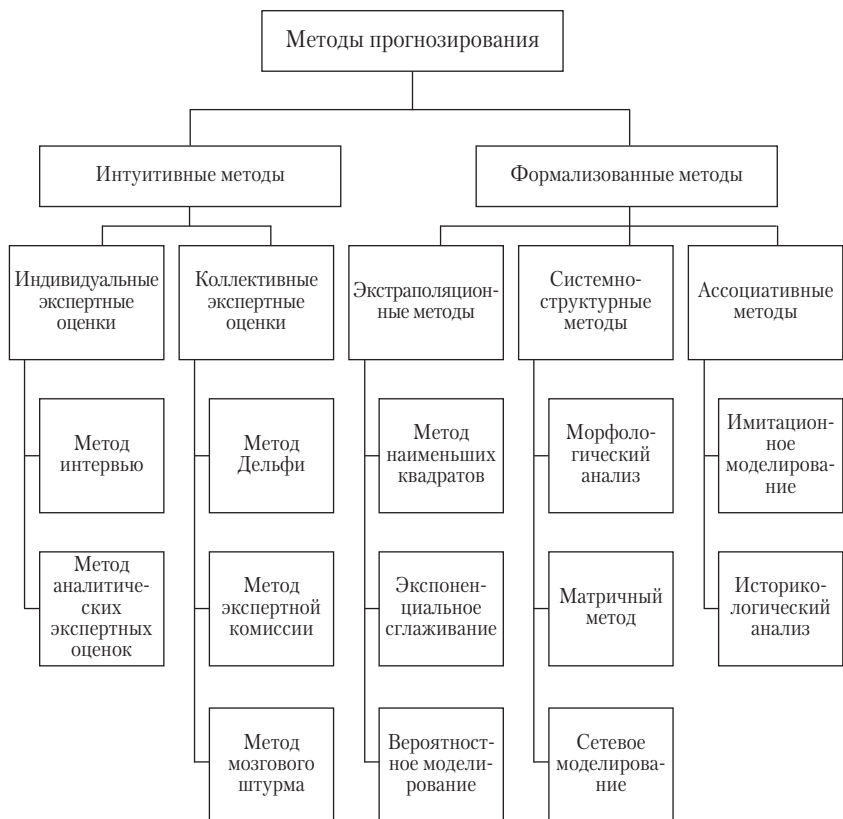 Методы прогнозирования
Интуитивные методы
Формализованные методы
Индивидуальные
экспертные
оценки
Коллективные
экспертные
оценки
Экстраполяцион-
ные методы
Системно-
структурные
методы
Ассоциативные
методы
Метод
интервью
Метод
Дельфи
Метод
наименьших
квадратов
Морфоло-
гический
анализ
Имитацион-
ное
моделирова-
ние
Метод
аналитиче-
ских
экспертных
оценок
Метод
экспертной
комиссии
Экспонен-
циальное
сглаживание
Матричный
метод
Историко-
логический
анализ
Метод
мозгового
штурма
Вероятност-
ное модели-
рование
Сетевое
моделирова-
ние